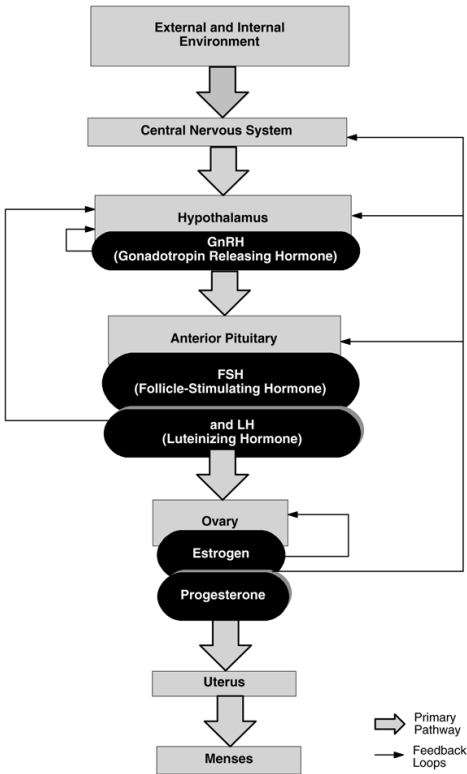 External and Internal
Environment
Central Nervous System
Hypothalamus
GnRH
(Gonadotropin Releasing Hormone)
Anterior Pituitary
FSH
(Follicle-Stimulating Hormone)
and LH
(Luteinizing Hormone)
Ovary
Estrogen
Progesterone
Uterus
Menses
Primary
Pathway
Feedback
Loops